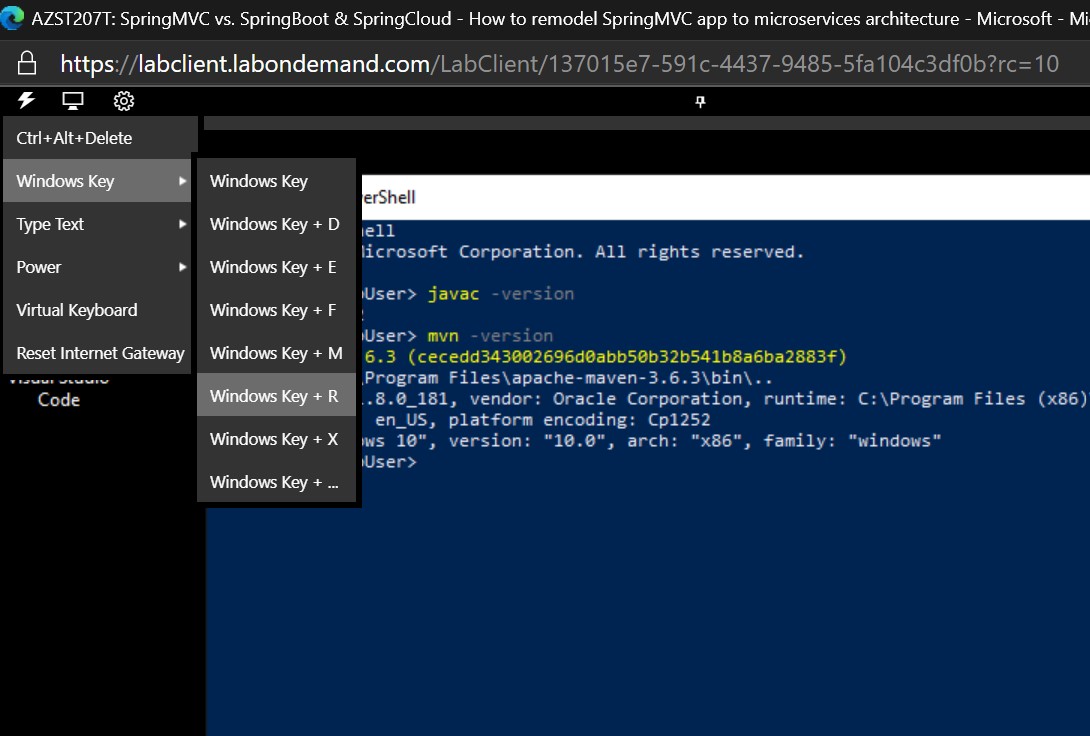 AZST207T: SpringMVC vs. SpringBoot & SpringCloud - How to remodel SpringMVC app to microservices architecture - Microsoft -
https://labclient.labondemand.com/LabClient/137015e7-591c-4437-9485-5fa104c3df0b?rc=10
Ctrl+Alt+Delete
Windows Key
Type Text
Power
Virtual Keyboard
Reset Internet Gateway
Visual Studio
Code
Windows Key
Windows Key + D
Windows Key + E
Windows Key + F
Windows Key + M
Windows Key + R
Windows Key + X
Windows Key + ...
erShell
ell
Microsoft Corporation. All rights reserved.
User> javac -version
User> mvn -version
6.3 (cecedd343002696d0abb50b32b541b8a6ba2883f)
\Program Files\apache-maven-3.6.3\bin\..
.8.0_181, vendor: Oracle Corporation, runtime: C:\Program Files (x86)
en_US, platform encoding: Cp1252
ws 10", version: "10.0", arch: "x86", family: "windows"
User>